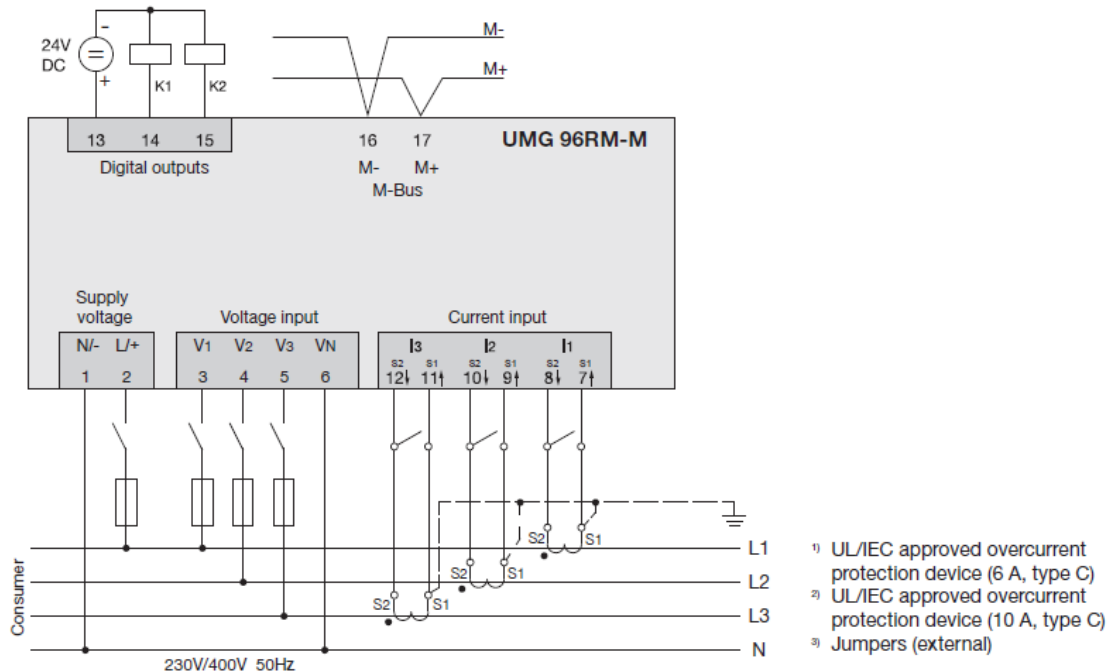 24V
DC
-
=
+
K1
K2
M-
M+
13 14 15
Digital outputs
16 17
M- M+
M-Bus
UMG 96RM-M
Supply
voltage
Voltage input
Current input
N/- L/+
1 2
V1 V2 V3 VN
3 4 5 6
I3 I2 I1
S2 S1 S2 S1 S2 S1
12 11 10 9 8 7
S2 S1
S2 S1
S2 S1
L1
L2
L3
N
Consumer
230V/400V 50Hz
1) UL/IEC approved overcurrent
protection device (6 A, type C)
2) UL/IEC approved overcurrent
protection device (10 A, type C)
3) Jumpers (external)